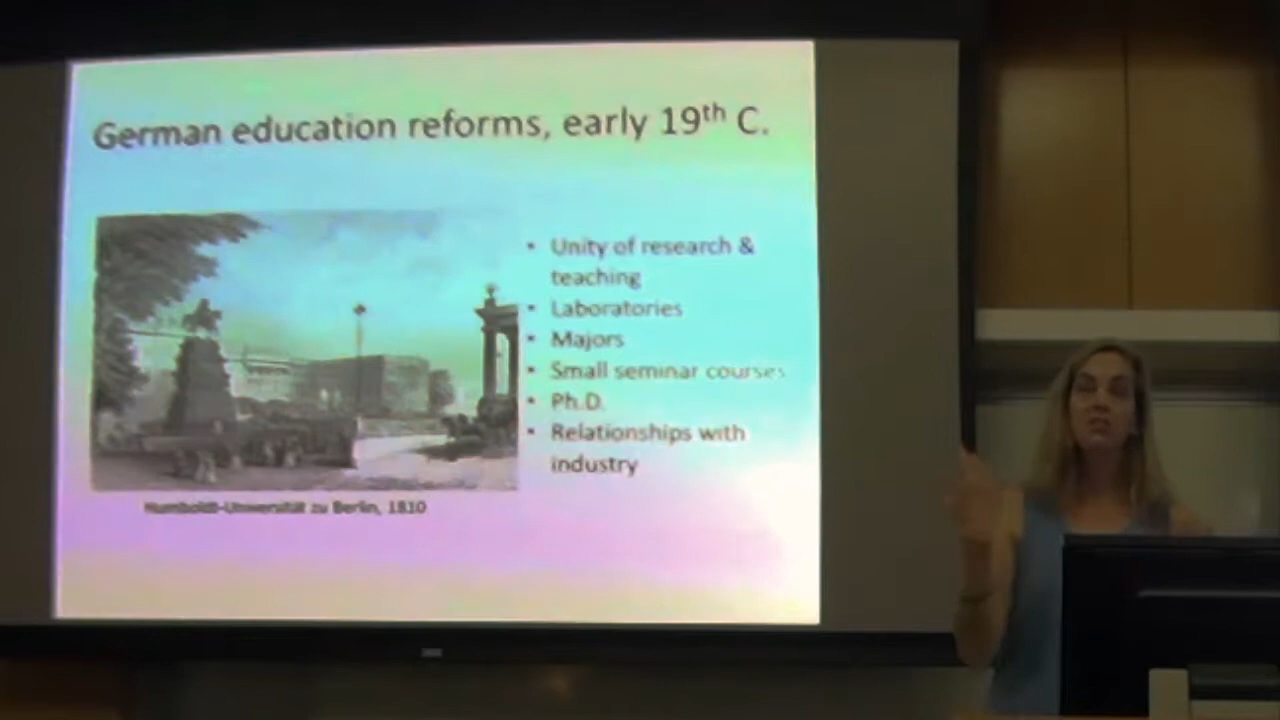 German education reforms, early 19th C.
• Unity of research &
teaching
• Laboratories
• Majors
• Small seminar courses
• Ph.D.
• Relationships with
industry
Humboldt-Universität zu Berlin, 1810